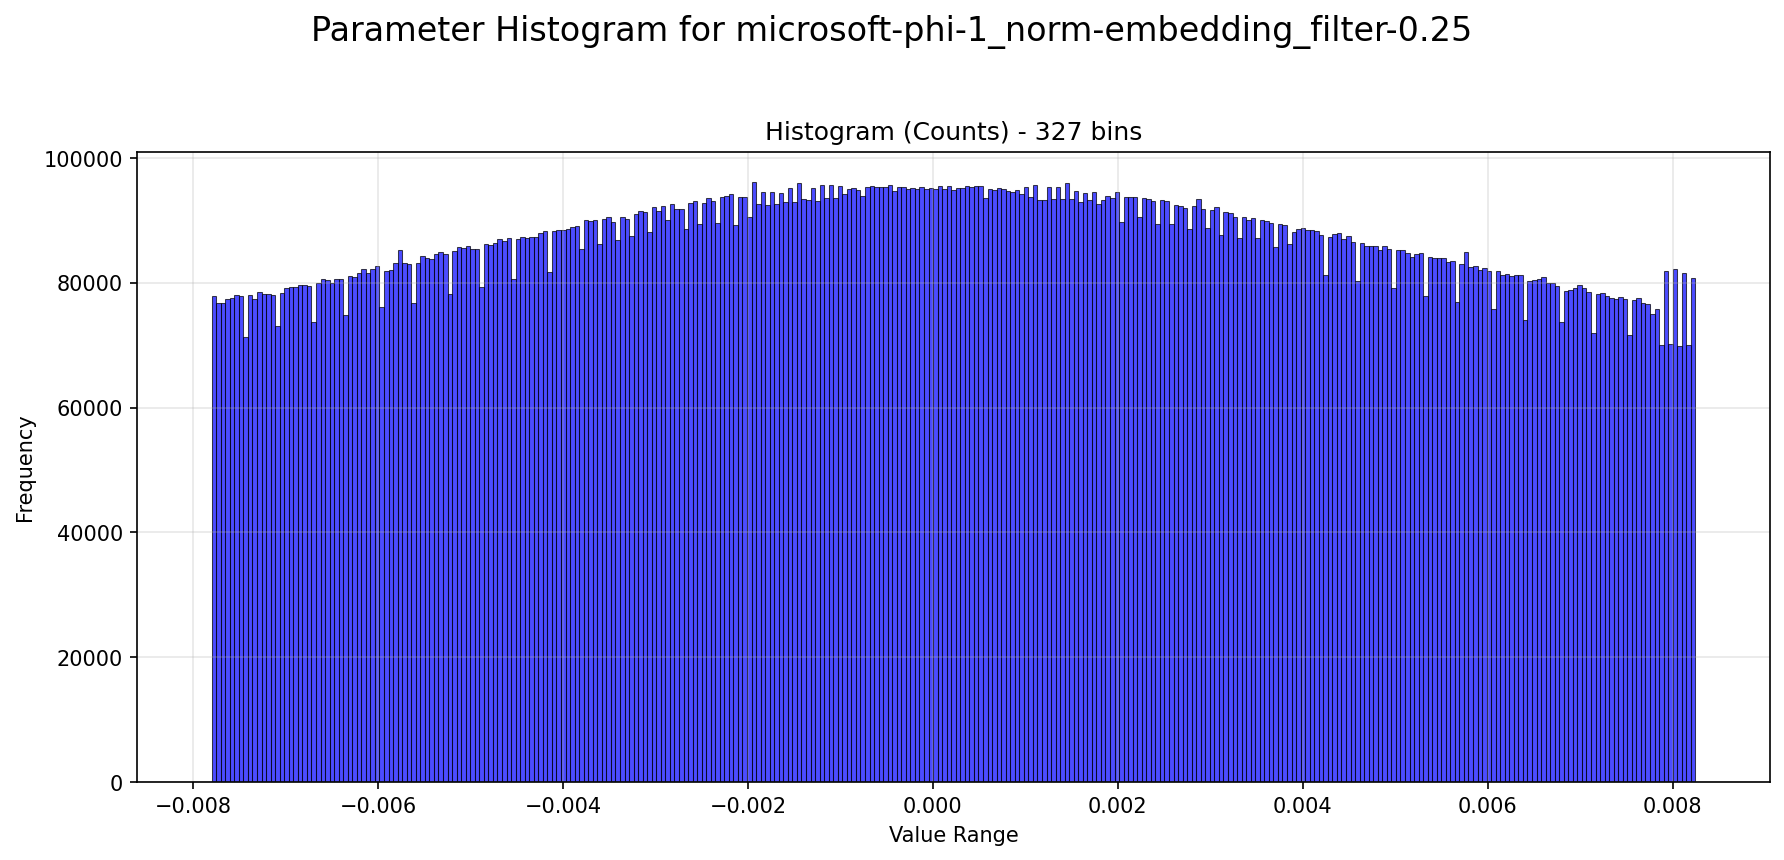 Parameter Histogram for microsoft-phi-1_norm-embedding_filter-0.25
Histogram (Counts) - 327 bins
100000
80000
60000
40000
20000
0
Frequency
−0.008 −0.006 −0.004 −0.002 0.000 0.002 0.004 0.006 0.008
Value Range